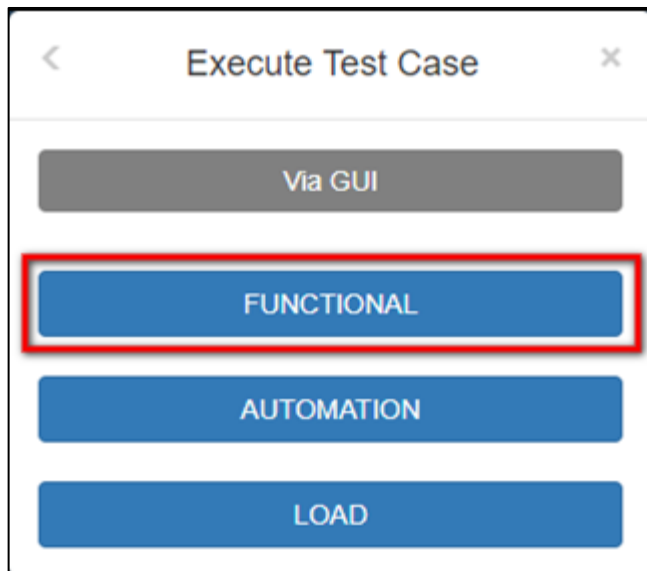 Execute Test Case
Via GUI
FUNCTIONAL
AUTOMATION
LOAD